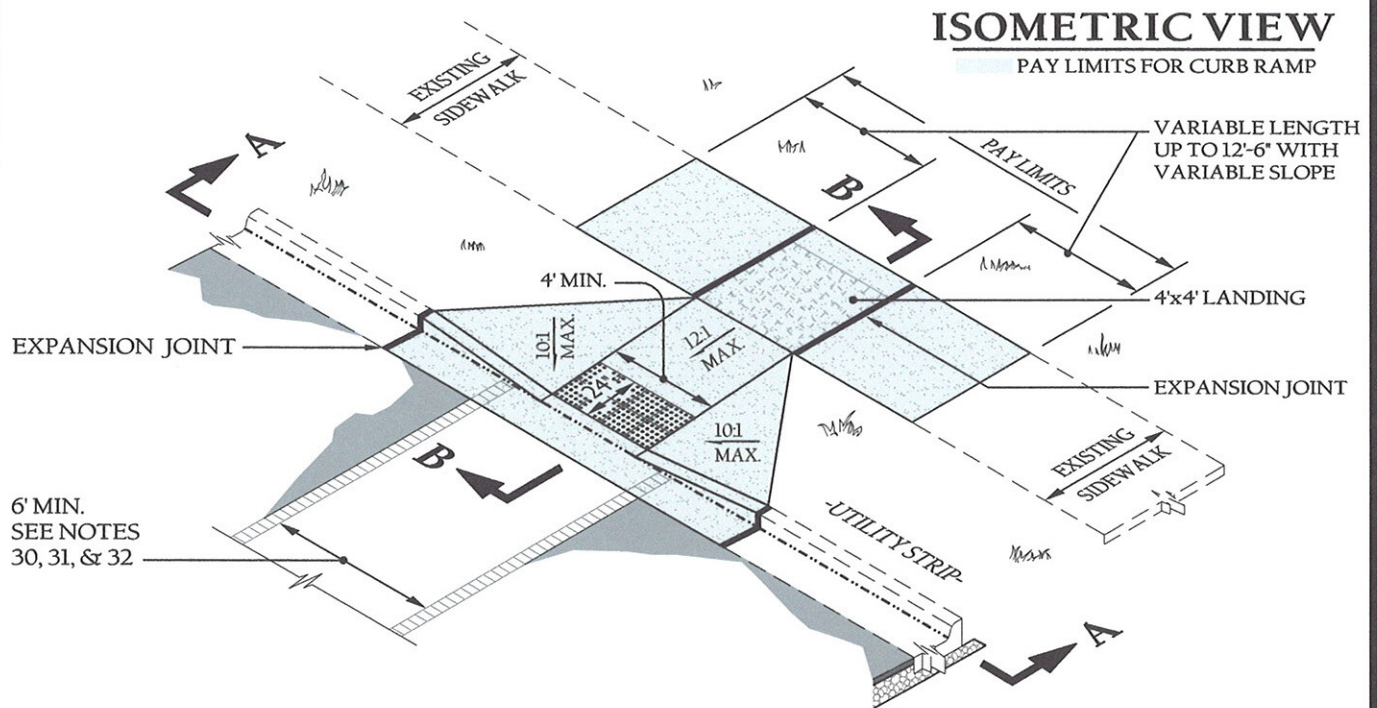 ISOMETRIC VIEW
PAY LIMITS FOR CURB RAMP
EXISTING
SIDEWALK
A
VARIABLE LENGTH
UP TO 12'-6" WITH
VARIABLE SLOPE
PAY LIMITS
B
4' MIN.
4'x4' LANDING
EXPANSION JOINT
10:1
MAX.
12:1
MAX.
24"
EXPANSION JOINT
10:1
MAX.
B
EXISTING
SIDEWALK
6' MIN.
SEE NOTES
30, 31, & 32
-UTILITY STRIP-
A